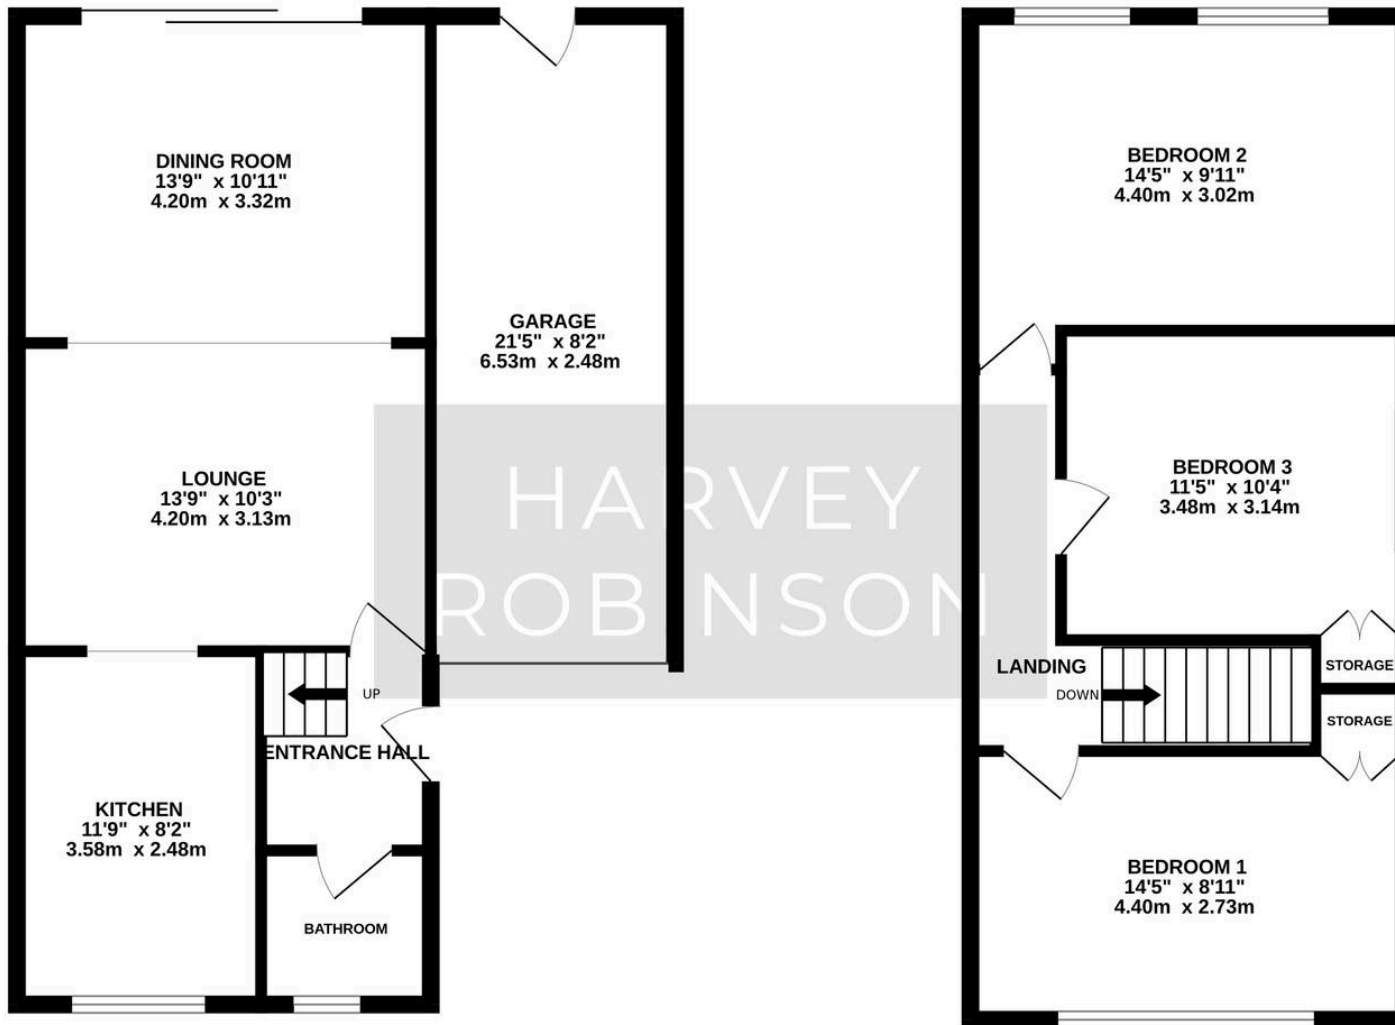 DINING ROOM
13'9" x 10'11"
4.20m x 3.32m
GARAGE
21'5" x 8'2"
6.53m x 2.48m
LOUNGE
13'9" x 10'3"
4.20m x 3.13m
UP
ENTRANCE HALL
KITCHEN
11'9" x 8'2"
3.58m x 2.48m
BATHROOM
HARVEY
ROBINSON
BEDROOM 2
14'5" x 9'11"
4.40m x 3.02m
BEDROOM 3
11'5" x 10'4"
3.48m x 3.14m
LANDING
DOWN
STORAGE
STORAGE
BEDROOM 1
14'5" x 8'11"
4.40m x 2.73m